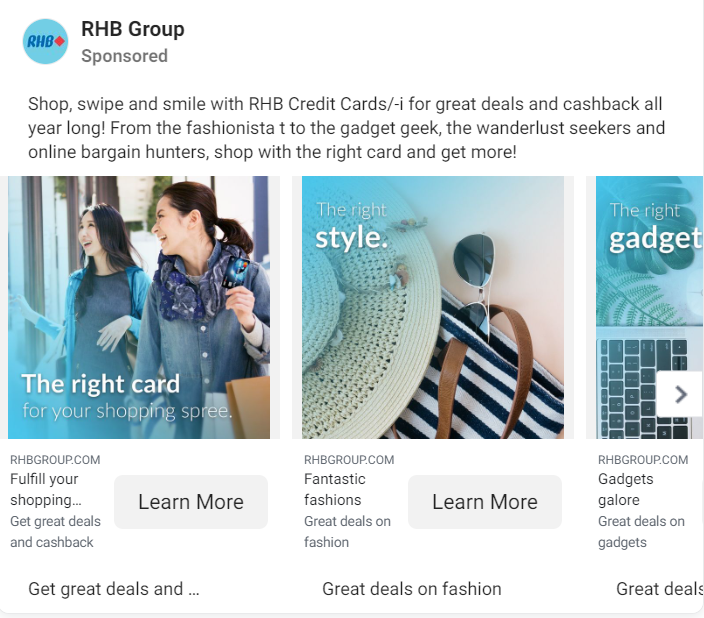 RHB
RHB Group
Sponsored
Shop, swipe and smile with RHB Credit Cards/-i for great deals and cashback all
year long! From the fashionista t to the gadget geek, the wanderlust seekers and
online bargain hunters, shop with the right card and get more!
The right card
for your shopping spree.
The right
style.
The right
gadget
RHBGROUP.COM
Fulfill your
shopping...
Get great deals
and cashback
Learn More
RHBGROUP.COM
Fantastic
fashions
Great deals on
fashion
Learn More
RHBGROUP.COM
Gadgets
galore
Great deals on
gadgets
Get great deals and ...
Great deals on fashion
Great deals